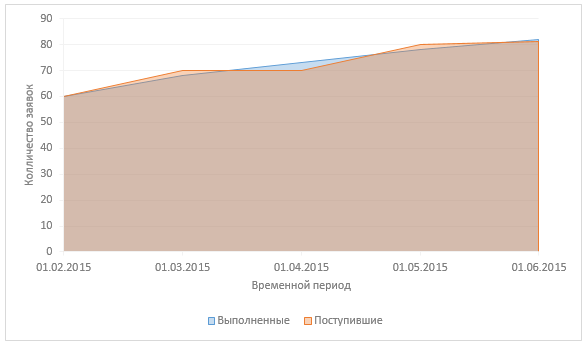 90
80
70
60
50
40
30
20
10
0
Колличество заявок
01.02.2015 01.03.2015 01.04.2015 01.05.2015 01.06.2015
Временной период
Выполненные Поступившие